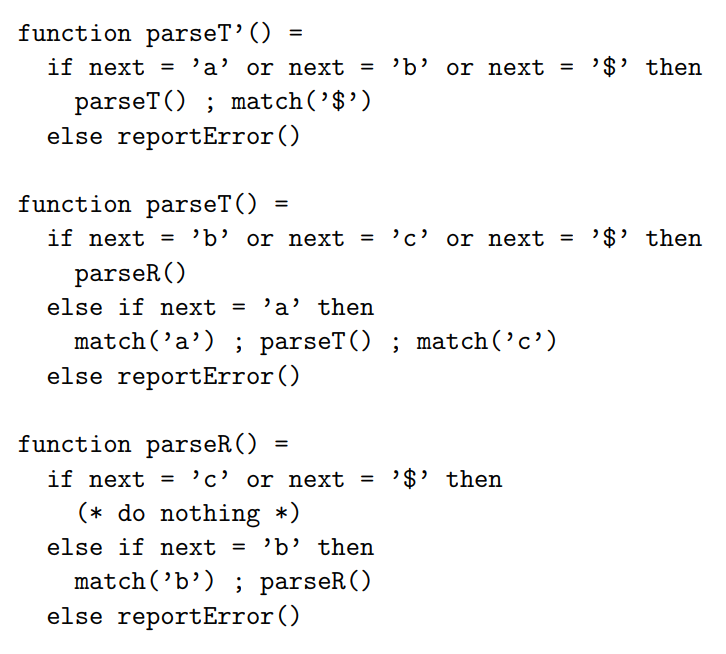 function parseT’() =
if next = ’a’ or next = ’b’ or next = ’$’ then
parseT() ; match(’$’)
else reportError()
function parseT() =
if next = ’b’ or next = ’c’ or next = ’$’ then
parseR()
else if next = ’a’ then
match(’a’) ; parseT() ; match(’c’)
else reportError()
function parseR() =
if next = ’c’ or next = ’$’ then
(* do nothing *)
else if next = ’b’ then
match(’b’) ; parseR()
else reportError()